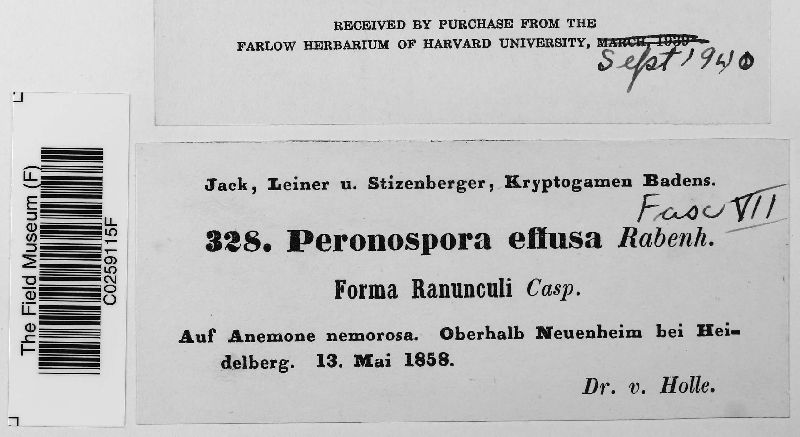 RECEIVED BY PURCHASE FROM THE
FARLOW HERBARIUM OF HARVARD UNIVERSITY, MARCH, 1939
Sept 1940
Jack, Leiner u. Stizenberger, Kryptogamen Badens.
Fasc VII
328. Peronospora effusa Rabenh.
Forma Ranunculi Casp.
Auf Anemone nemorosa. Oberhalb Neuenheim bei Hei-
delberg. 13. Mai 1858.
Dr. v. Holle.
The Field Museum (F)
C0259115F